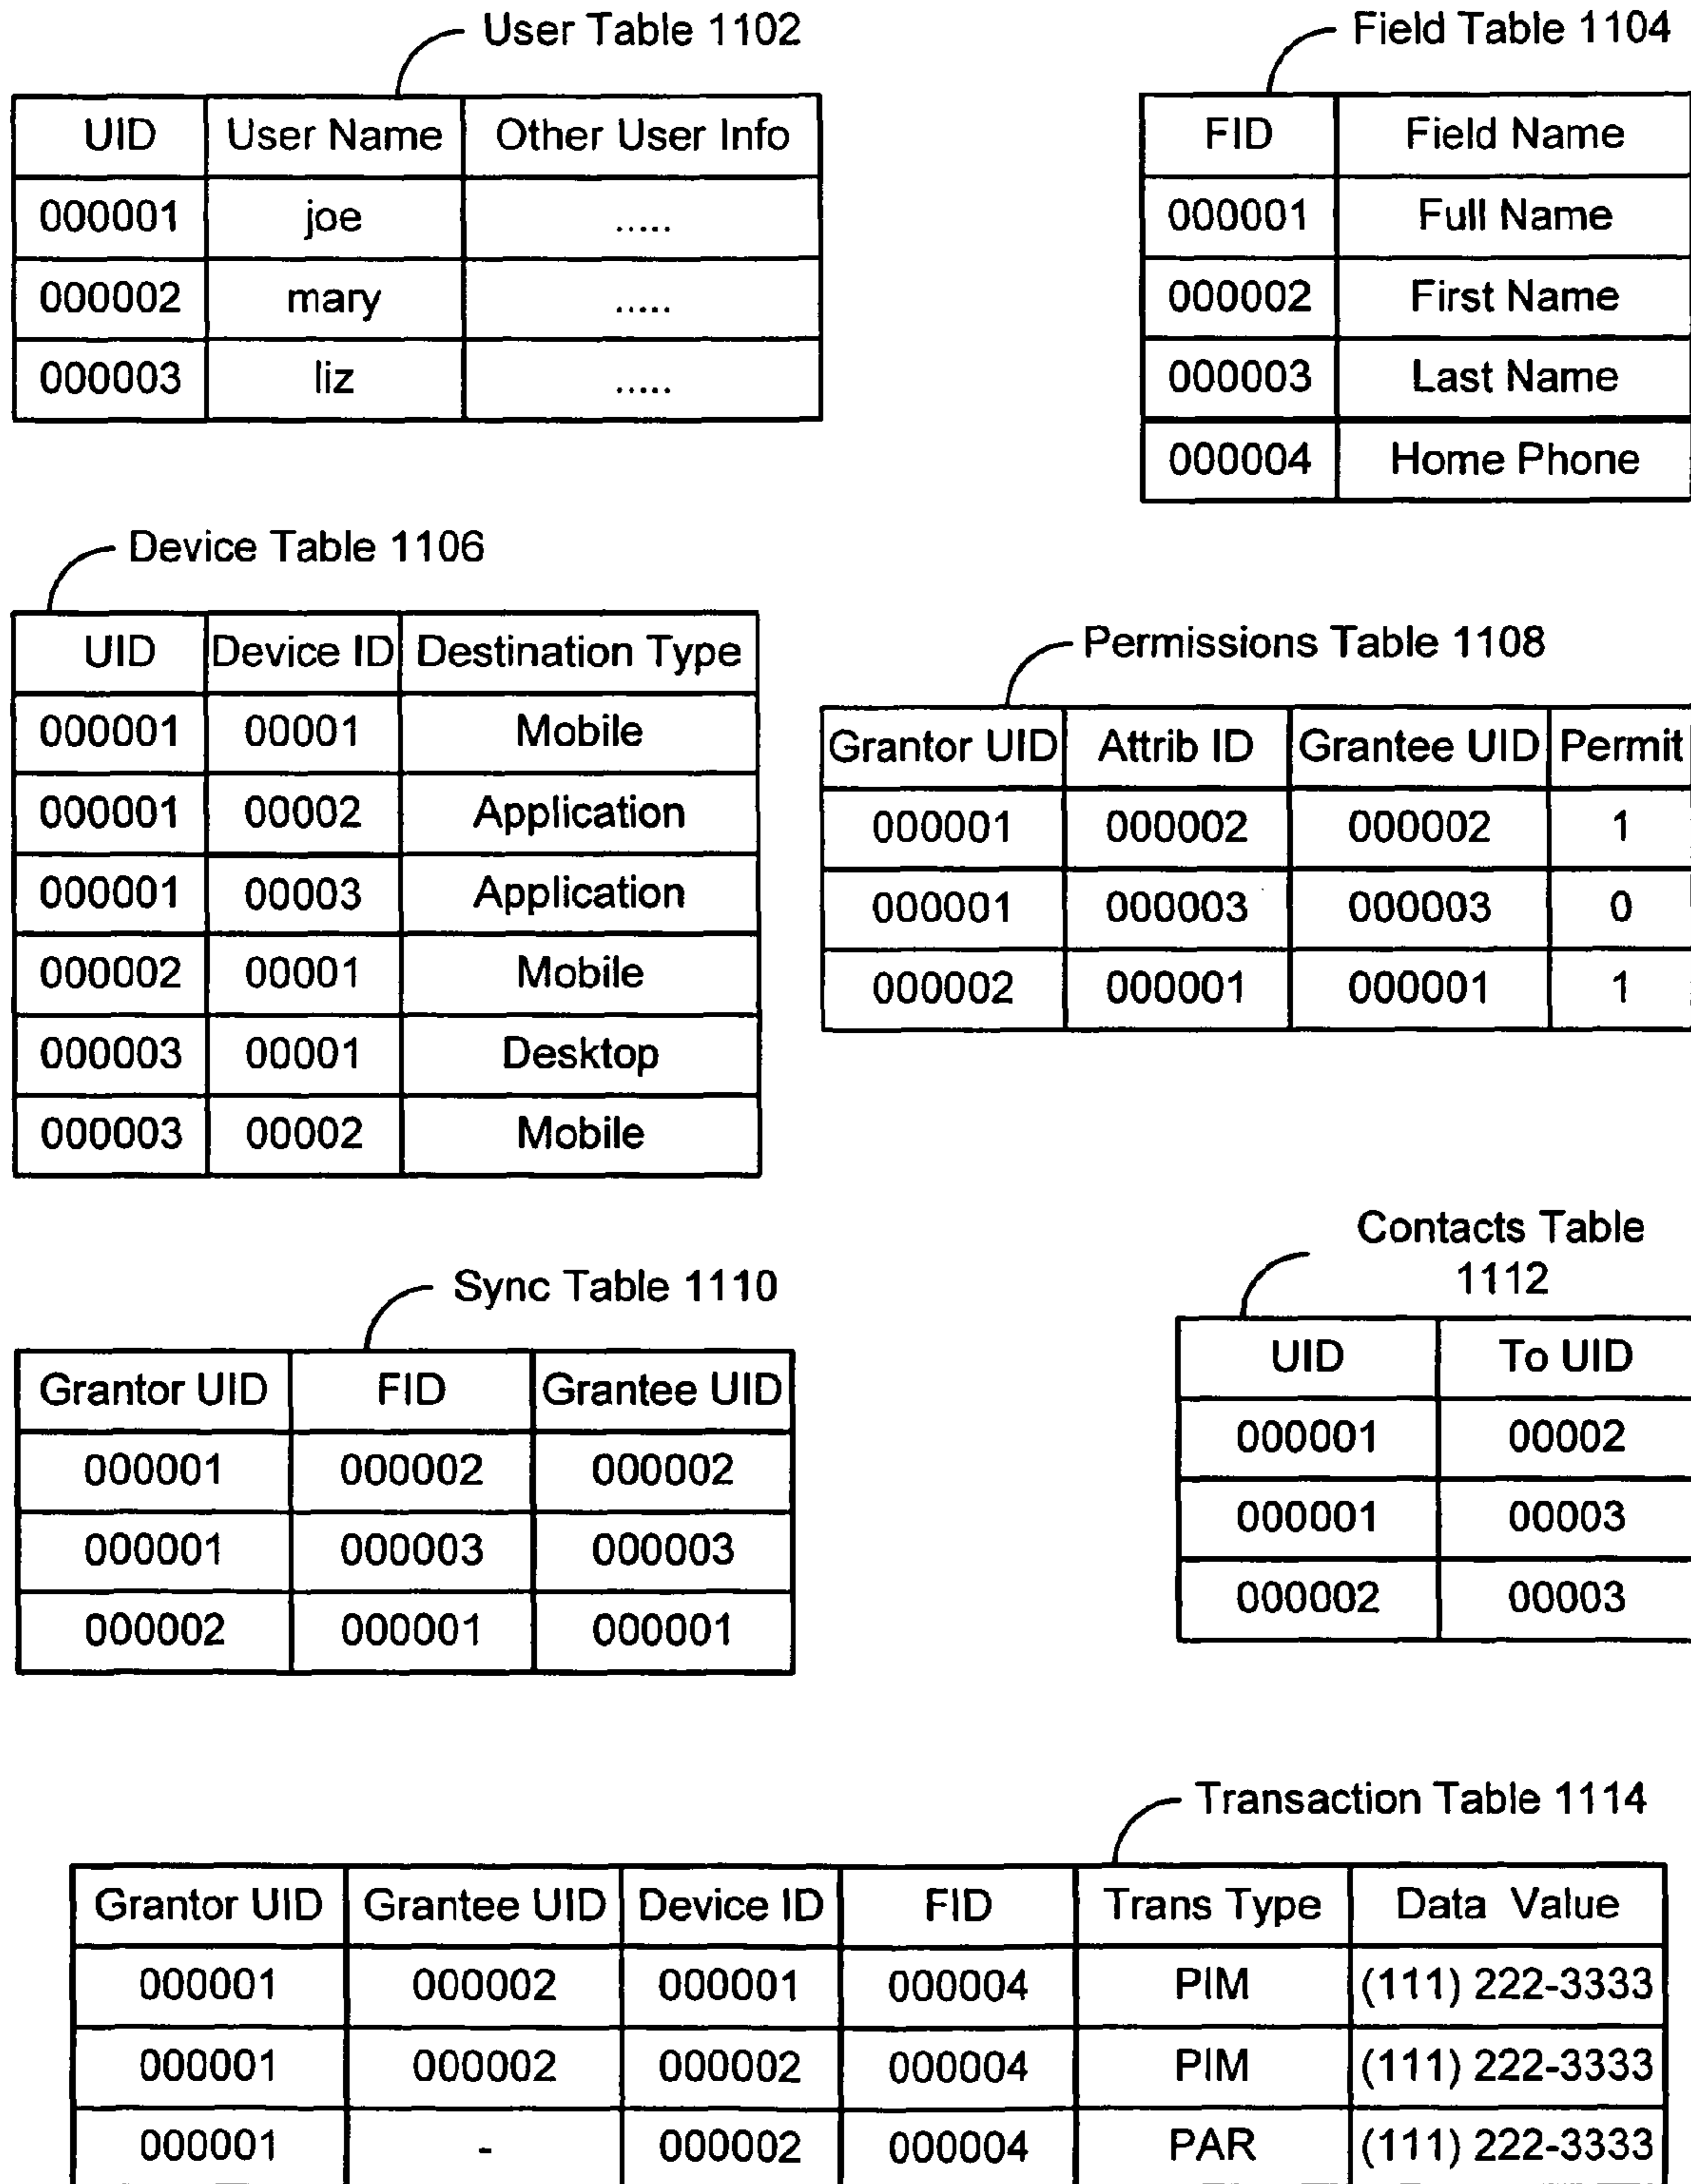 User Table 1102
UID User Name Other User Info
000001 joe .....
000002 mary .....
000003 liz .....
Field Table 1104
FID Field Name
000001 Full Name
000002 First Name
000003 Last Name
000004 Home Phone
Device Table 1106
UID Device ID Destination Type
000001 00001 Mobile
000001 00002 Application
000001 00003 Application
000002 00001 Mobile
000003 00001 Desktop
000003 00002 Mobile
Permissions Table 1108
Grantor UID Attrib ID Grantee UID Permit
000001 000002 000002 1
000001 000003 000003 0
000002 000001 000001 1
Sync Table 1110
Grantor UID FID Grantee UID
000001 000002 000002
000001 000003 000003
000002 000001 000001
Contacts Table
1112
UID To UID
000001 00002
000001 00003
000002 00003
Transaction Table 1114
Grantor UID Grantee UID Device ID FID Trans Type Data Value
000001 000002 000001 000004 PIM (111) 222-3333
000001 000002 000002 000004 PIM (111) 222-3333
000001 - 000002 000004 PAR (111) 222-3333